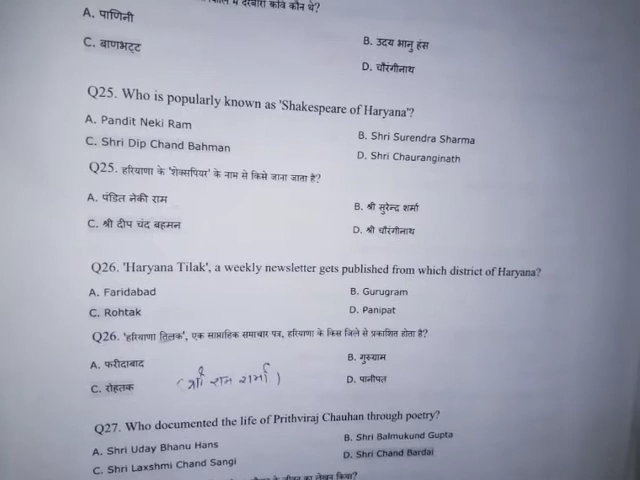 में दरबारी कवि कौन थे?
A. पाणिनी
B. उदय भानु हंस
C. बाणभट्ट
D. चौरंगीनाथ
Q25. Who is popularly known as 'Shakespeare of Haryana'?
A. Pandit Neki Ram
B. Shri Surendra Sharma
C. Shri Dip Chand Bahman
D. Shri Chauranginath
Q25. हरियाणा के 'शेक्सपियर' के नाम से किसे जाना जाता है?
A. पंडित नेकी राम
B. श्री सुरेन्द्र शर्मा
C. श्री दीप चंद बहमन
D. श्री चौरंगीनाथ
Q26. 'Haryana Tilak', a weekly newsletter gets published from which district of Haryana?
A. Faridabad
B. Gurugram
C. Rohtak
D. Panipat
Q26. 'हरियाणा तिलक', एक साप्ताहिक समाचार पत्र, हरियाणा के किस जिले से प्रकाशित होता है?
A. फरीदाबाद
B. गुरुग्राम
C. रोहतक (श्री राम शर्मा)
D. पानीपत
Q27. Who documented the life of Prithviraj Chauhan through poetry?
A. Shri Uday Bhanu Hans
B. Shri Balmukund Gupta
C. Shri Laxshmi Chand Sangi
D. Shri Chand Bardai
के जीवन का लेखन किया?